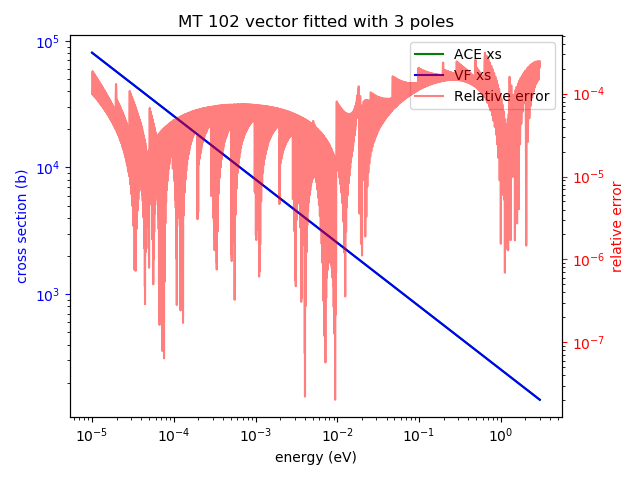 MT 102 vector fitted with 3 poles
ACE xs
VF xs
Relative error
cross section (b)
10^5
10^4
10^3
10^-4
10^-5
10^-6
10^-7
relative error
10^-5 10^-4 10^-3 10^-2 10^-1 10^0
energy (eV)